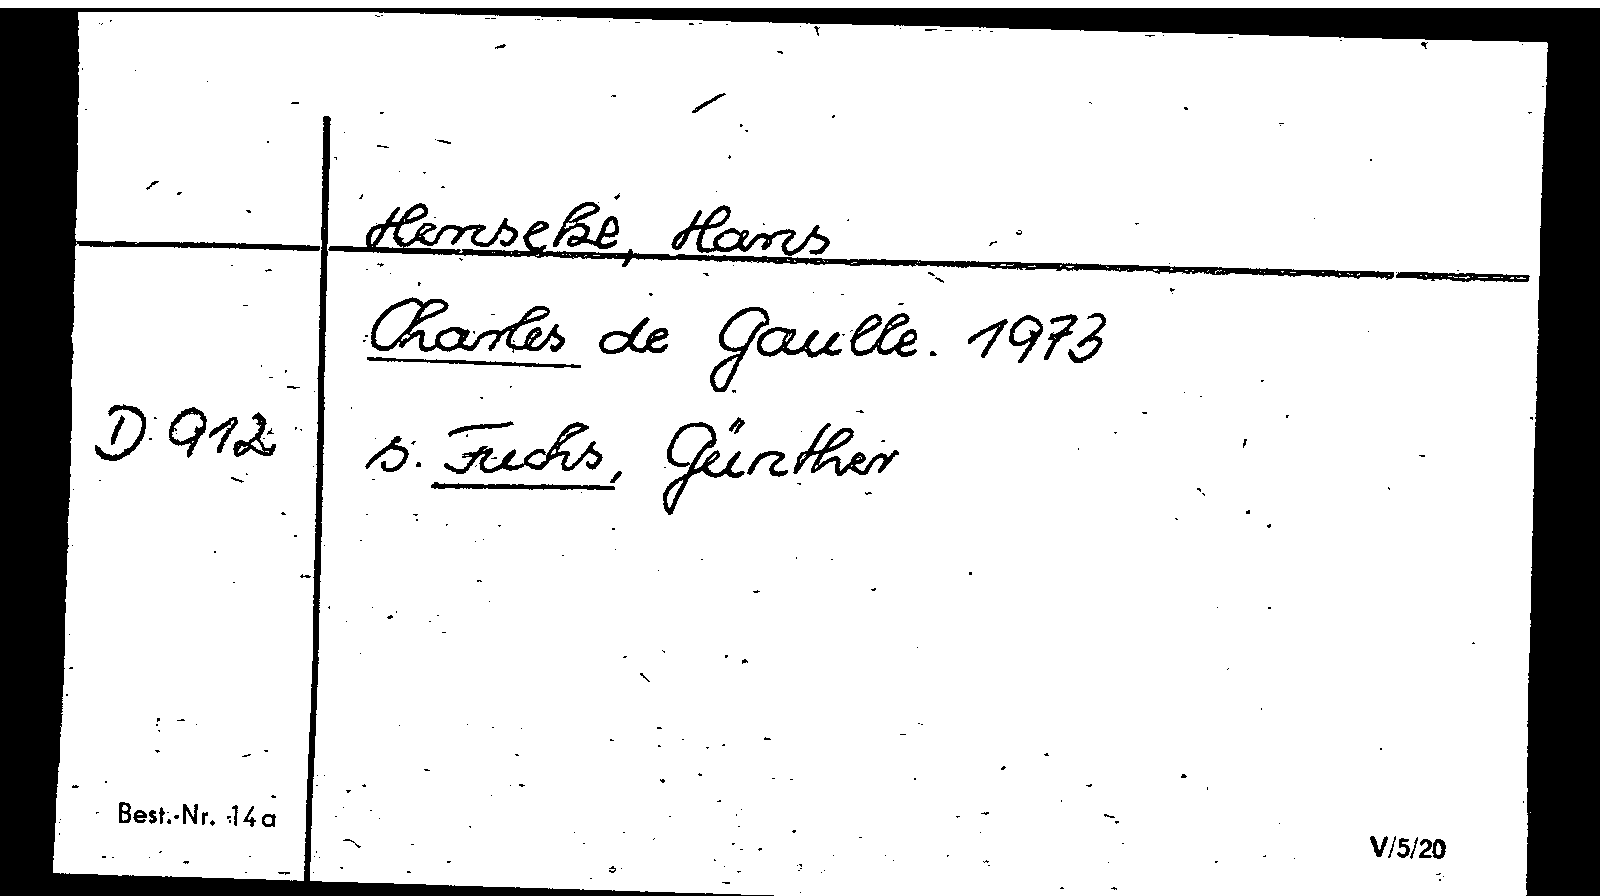 Henseke, Hans
Charles de Gaulle. 1973
D 912
s. Fuchs, Günther
Best.-Nr. 14a
V/5/20